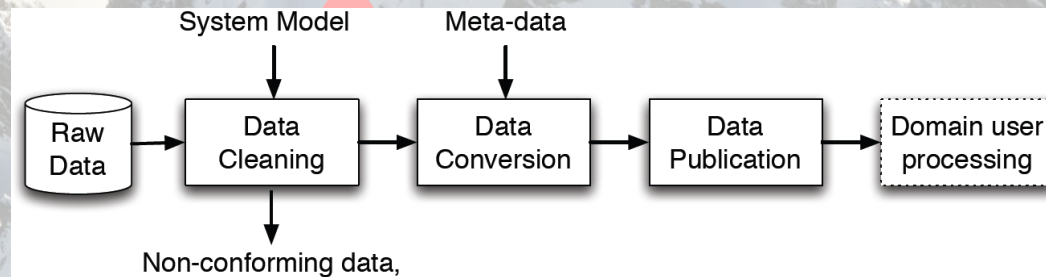 System Model
Meta-data
Raw
Data
Data
Cleaning
Data
Conversion
Data
Publication
Domain user
processing
Non-conforming data,